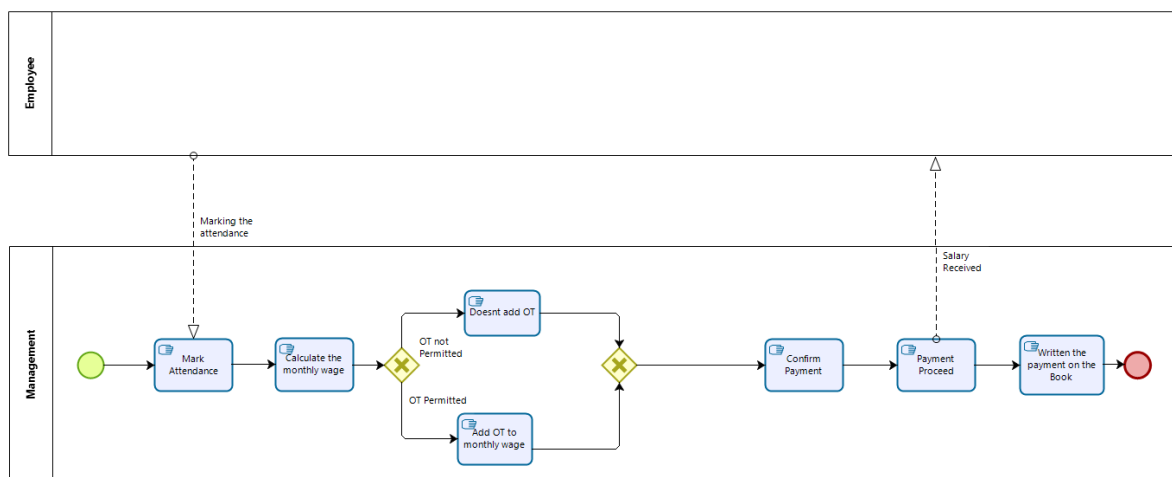 Employee
Marking the
attendance
Salary
Received
Management
Mark
Attendance
Calculate the
monthly wage
OT not
Permitted
OT Permitted
Doesnt add OT
Add OT to
monthly wage
Confirm
Payment
Payment
Proceed
Written the
payment on the
Book